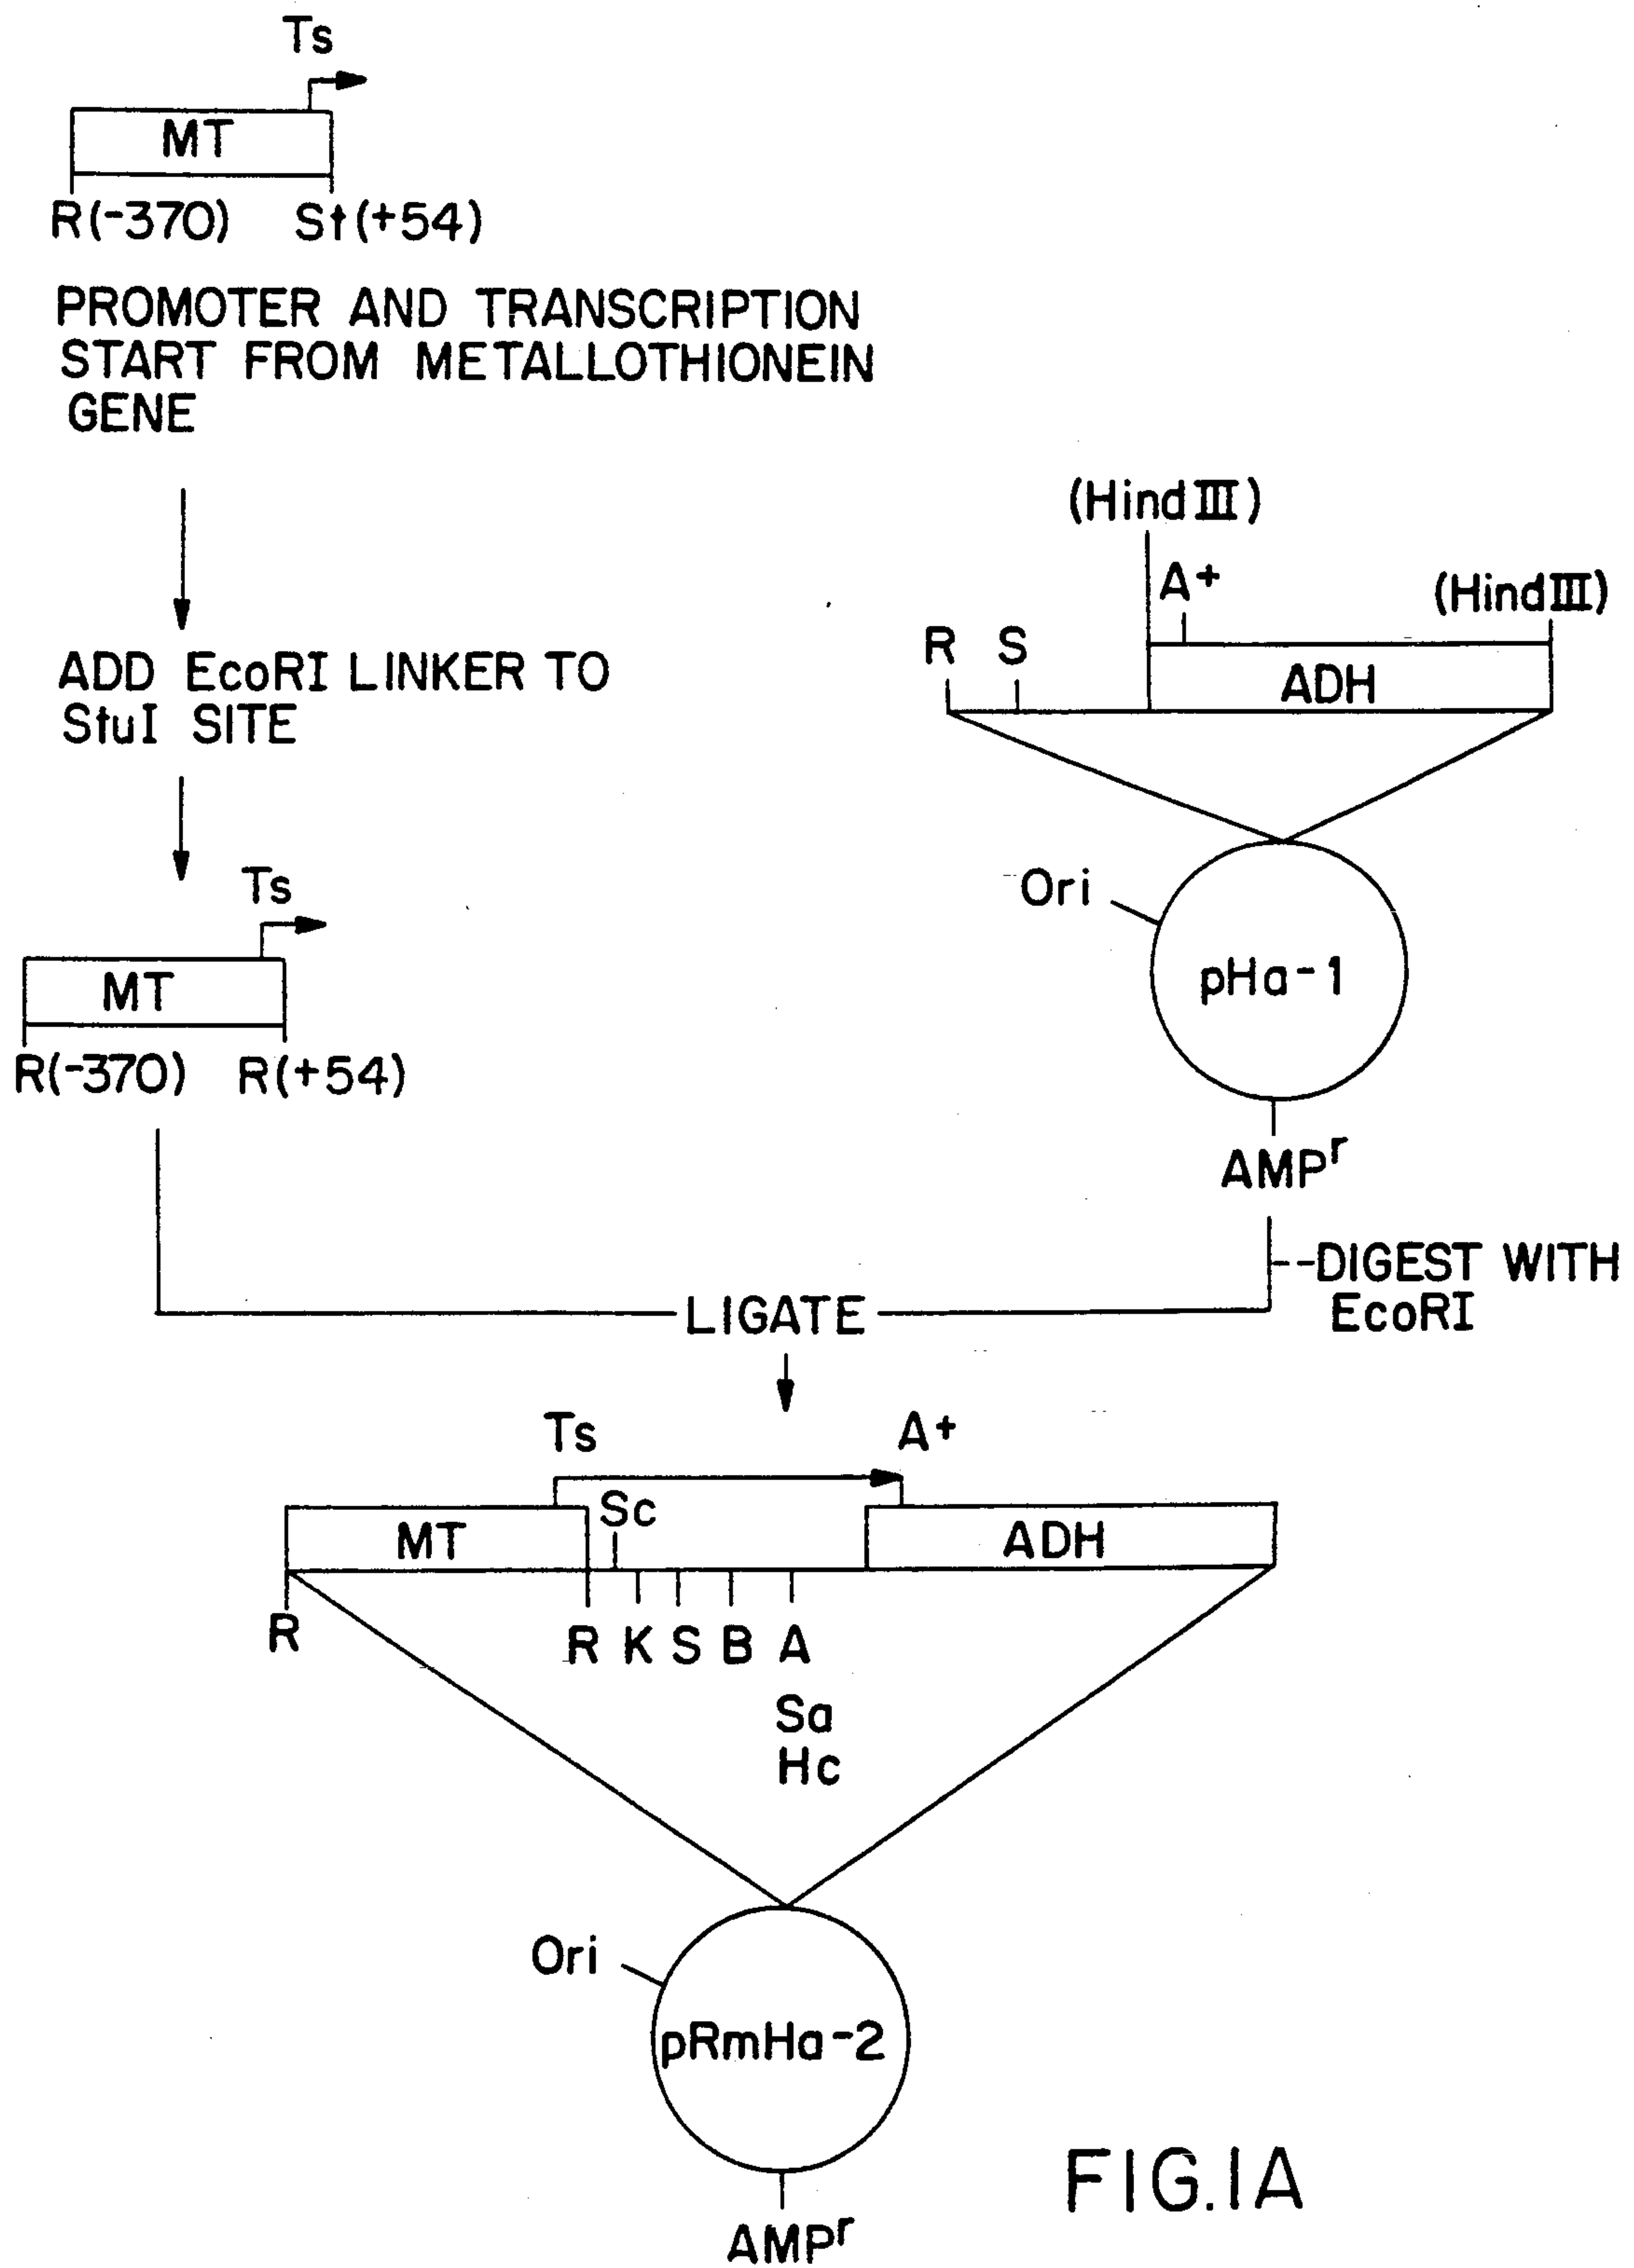 Ts
MT
R(-370) St(+54)
PROMOTER AND TRANSCRIPTION
START FROM METALLOTHIONEIN
GENE
ADD EcoRI LINKER TO
StuI SITE
Ts
MT
R(-370) R(+54)
(HindIII)
A+
(HindIII)
R S
ADH
Ori
pHa-1
AMPr
--DIGEST WITH
EcoRI
LIGATE
Ts A+
Sc
MT ADH
R
R K S B A
Sa
Hc
Ori
pRmHa-2
AMPr
FIG.1A